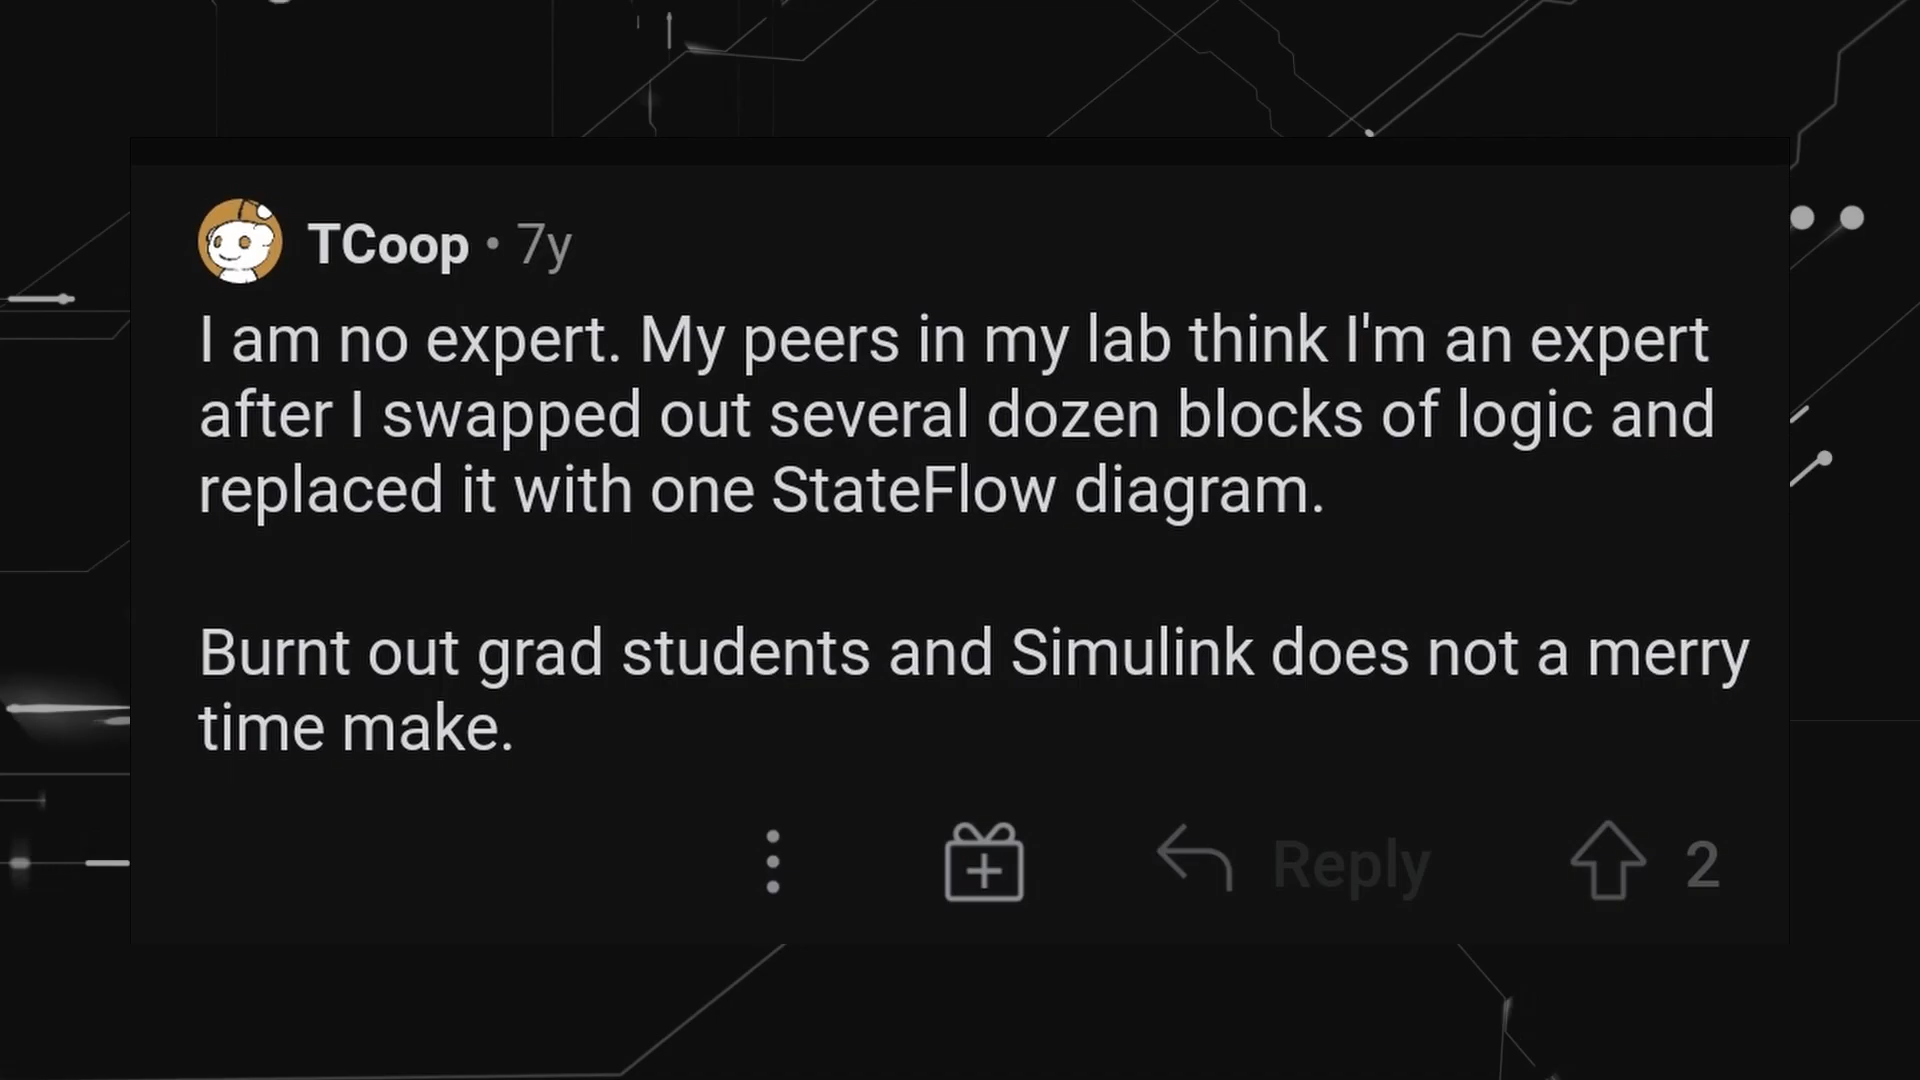 TCoop • 7y
I am no expert. My peers in my lab think I'm an expert
after I swapped out several dozen blocks of logic and
replaced it with one StateFlow diagram.
Burnt out grad students and Simulink does not a merry
time make.
Reply 2